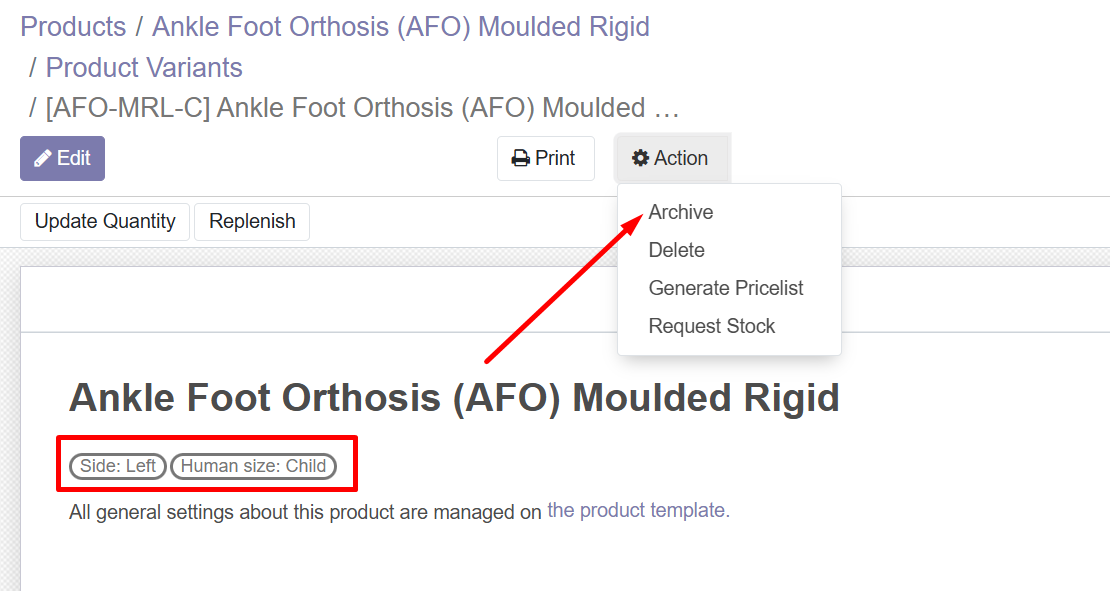 Products / Ankle Foot Orthosis (AFO) Moulded Rigid
/ Product Variants
/ [AFO-MRL-C] Ankle Foot Orthosis (AFO) Moulded …
Edit Print Action
Update Quantity Replenish
Archive
Delete
Generate Pricelist
Request Stock
Ankle Foot Orthosis (AFO) Moulded Rigid
Side: Left Human size: Child
All general settings about this product are managed on the product template.